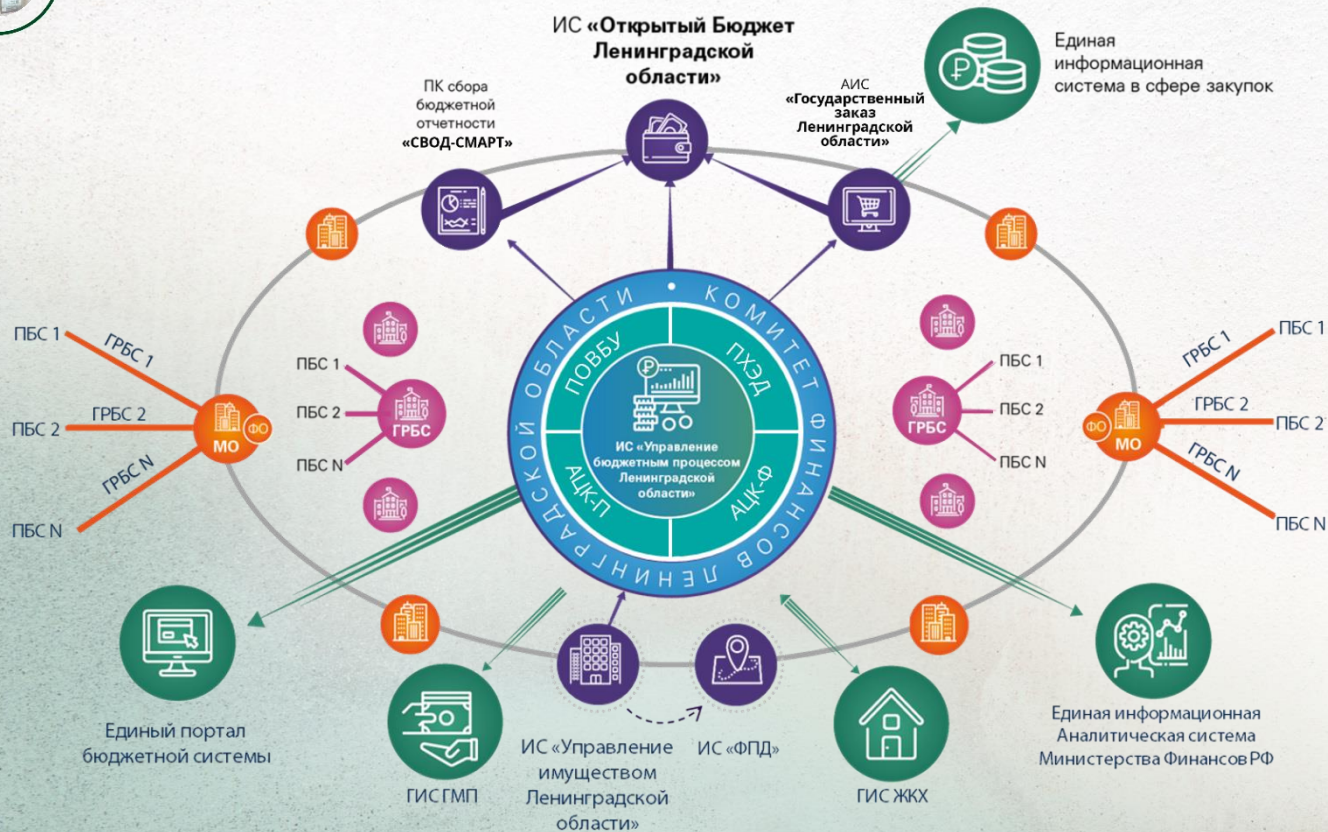 ИС «Открытый Бюджет
Ленинградской
области»
Единая
информационная
система в сфере закупок
ПК сбора
бюджетной
отчетности
«СВОД-СМАРТ»
АИС
«Государственный
заказ
Ленинградской
области»
КОМИТЕТ ФИНАНСОВ ЛЕНИНГРАДСКОЙ ОБЛАСТИ
ПОВБУ
ПХЭД
АЦК-П
АЦК-Ф
ИС «Управление
бюджетным процессом
Ленинградской
области»
ПБС 1
ГРБС 1
ПБС 2
ГРБС 2
ПБС N
ГРБС N
МО
ФО
ПБС 1
ПБС 2
ПБС N
ГРБС
ГРБС
ПБС 1
ПБС 2
ПБС N
ФО
МО
ГРБС 1
ПБС 1
ГРБС 2
ПБС 2
ГРБС N
ПБС N
Единый портал
бюджетной системы
ГИС ГМП
ИС «Управление
имуществом
Ленинградской
области»
ИС «ФПД»
ГИС ЖКХ
Единая информационная
Аналитическая система
Министерства Финансов РФ